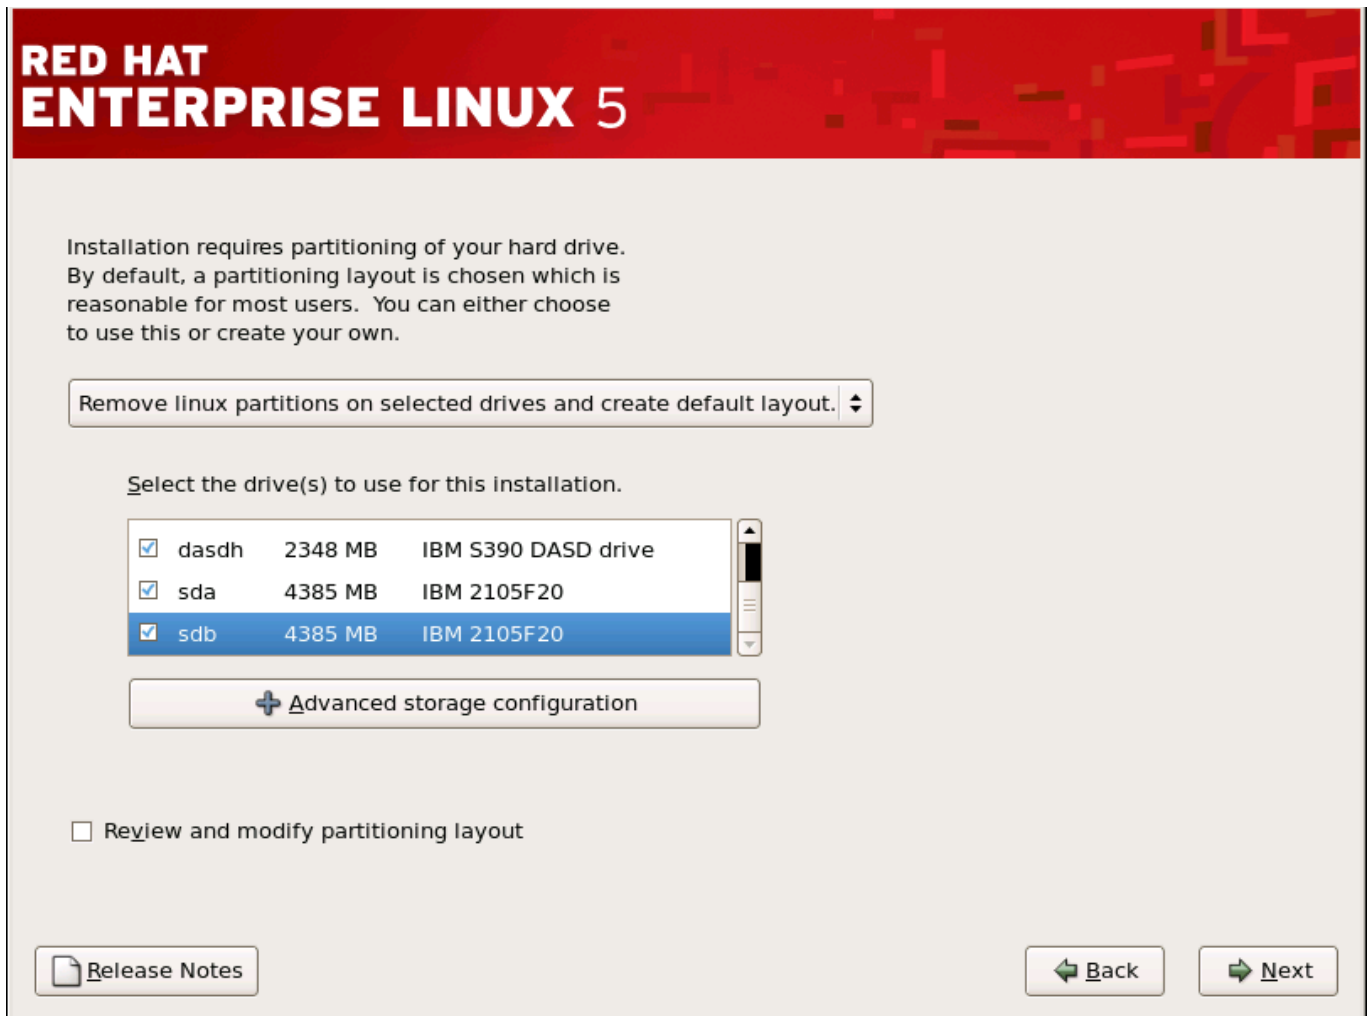 RED HAT
ENTERPRISE LINUX 5
Installation requires partitioning of your hard drive.
By default, a partitioning layout is chosen which is
reasonable for most users.  You can either choose
to use this or create your own.
Remove linux partitions on selected drives and create default layout.
Select the drive(s) to use for this installation.
dasdh 2348 MB IBM S390 DASD drive
sda 4385 MB IBM 2105F20
sdb 4385 MB IBM 2105F20
Advanced storage configuration
Review and modify partitioning layout
Release Notes Back Next